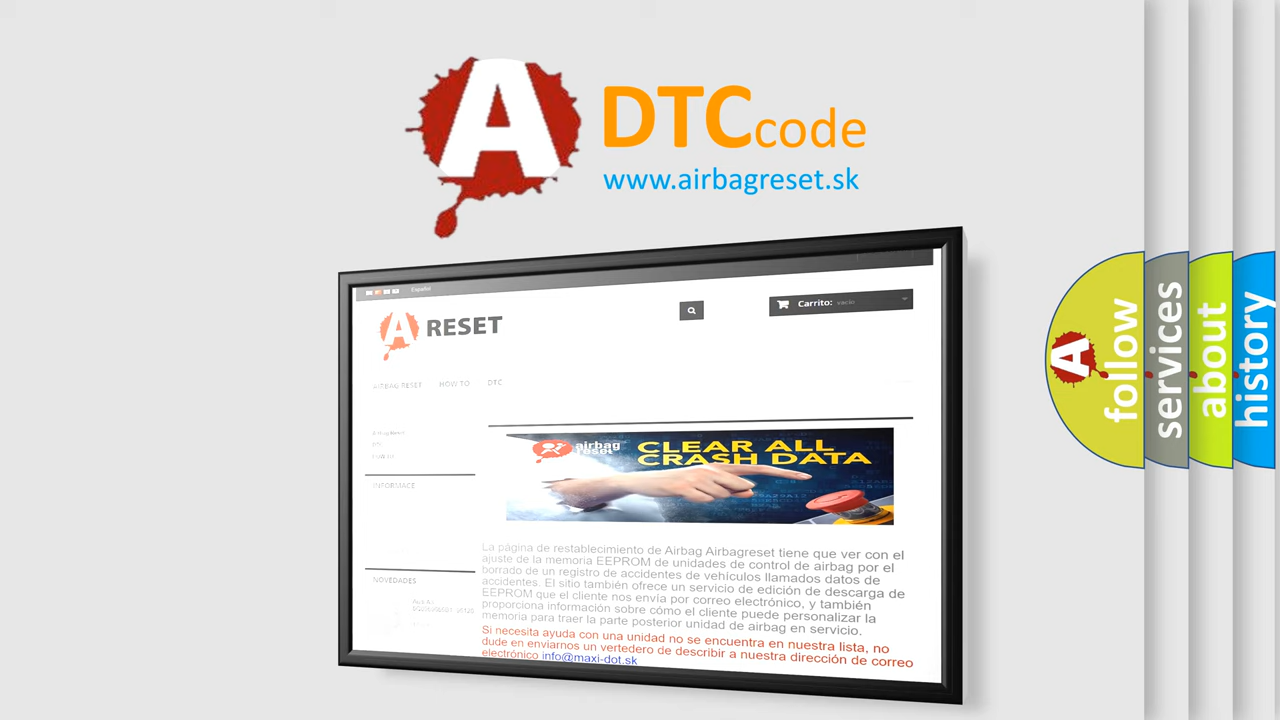 A
DTC code
www.airbagreset.sk
Español
A RESET
Carrito: vacío
AIRBAG RESET HOW TO DTC
INFORMACE
NOVEDADES
airbag
reset
CLEAR ALL
CRASH DATA
La página de restablecimiento de Airbag Airbagreset tiene que ver con el
ajuste de la memoria EEPROM de unidades de control de airbag por el
borrado de un registro de accidentes de vehículos llamados datos de
accidentes. El sitio también ofrece un servicio de edición de descarga de
EEPROM que el cliente nos envía por correo electrónico, y también
proporciona información sobre cómo el cliente puede personalizar la
memoria para traer la parte posterior unidad de airbag en servicio.
Si necesita ayuda con una unidad no se encuentra en nuestra lista, no
dude en enviarnos un vertedero de describir a nuestra dirección de correo
electrónico info@maxi-dot.sk
A
follow
services
about
history